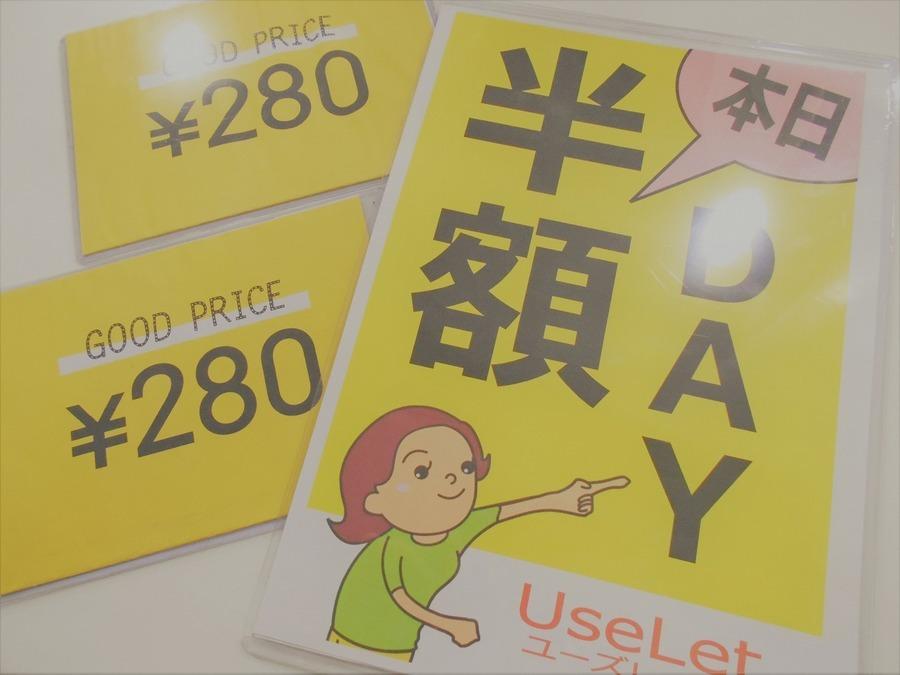 GOOD PRICE
¥280
GOOD PRICE
¥280
本日
半額
DAY
UseLet